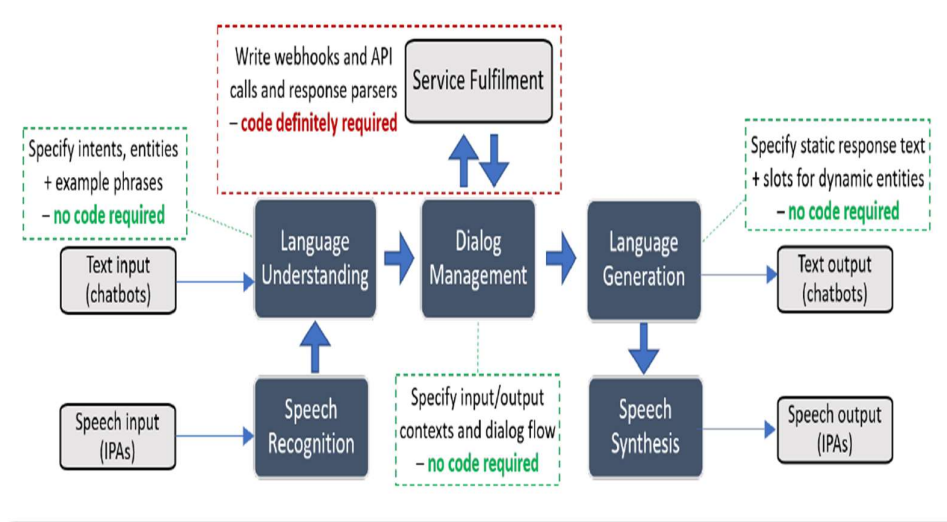 Write webhooks and API
calls and response parsers
– code definitely required
Service Fulfilment
Specify intents, entities
+ example phrases
– no code required
Specify static response text
+ slots for dynamic entities
– no code required
Text input
(chatbots)
Language
Understanding
Dialog
Management
Language
Generation
Text output
(chatbots)
Speech input
(IPAs)
Speech
Recognition
Specify input/output
contexts and dialog flow
– no code required
Speech
Synthesis
Speech output
(IPAs)